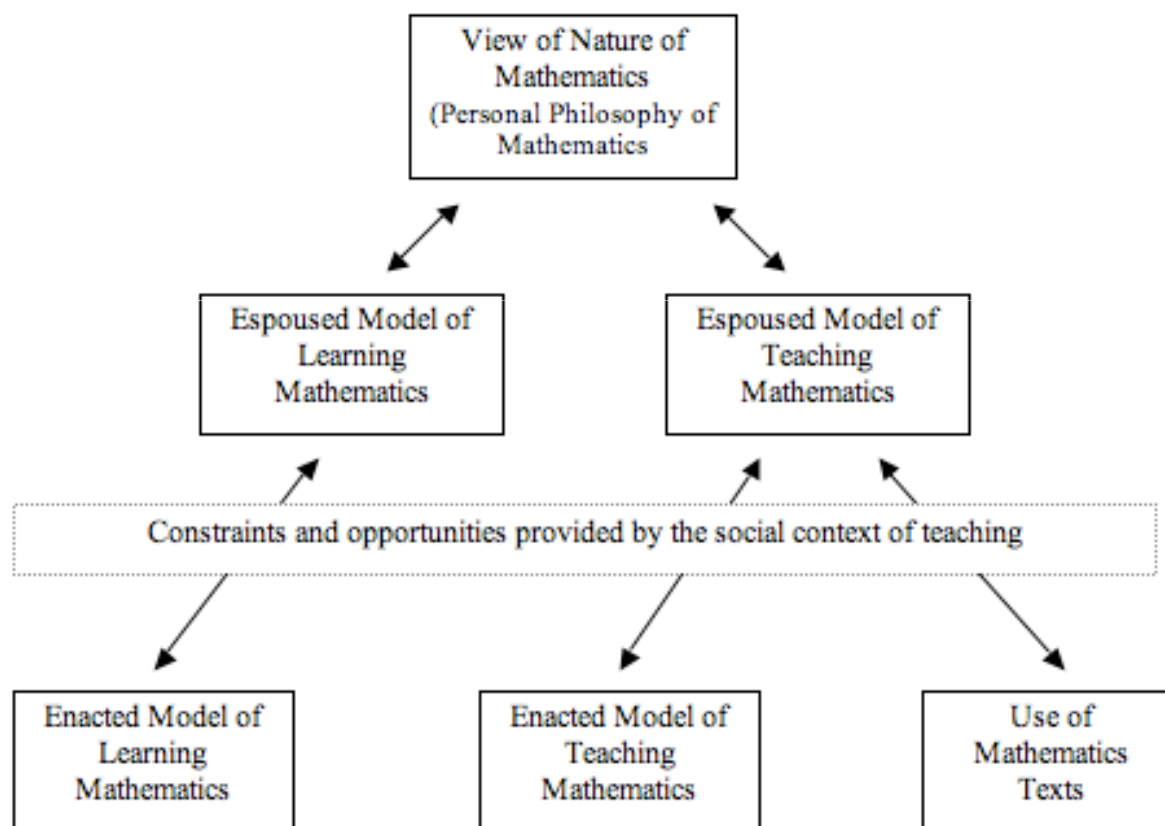 View of Nature of
Mathematics
(Personal Philosophy of
Mathematics
Espoused Model of
Learning
Mathematics
Espoused Model of
Teaching
Mathematics
Constraints and opportunities provided by the social context of teaching
Enacted Model of
Learning
Mathematics
Enacted Model of
Teaching
Mathematics
Use of
Mathematics
Texts